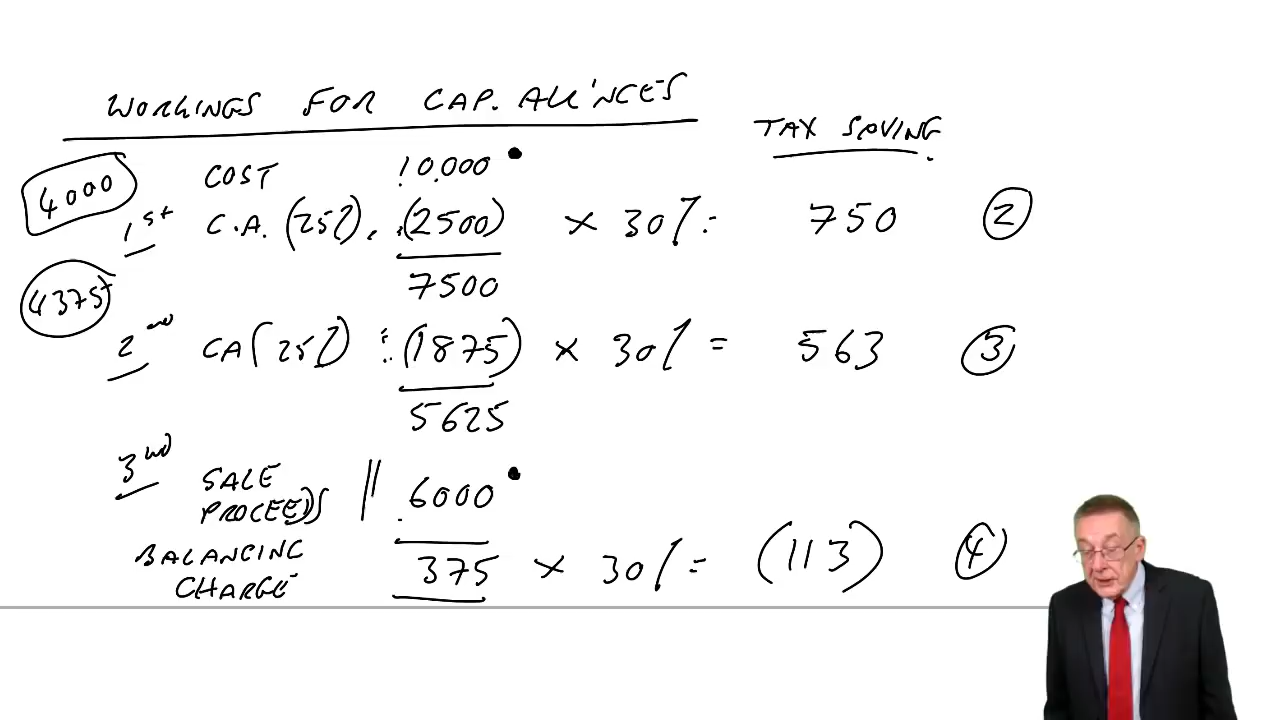 WORKINGS FOR CAP. ALL'NCES
TAX SAVING
4000
COST 10.000
1st C.A. (25%) (2500) × 30% = 750 2
7500
4375
2nd CA (25%) (1875) × 30% = 563 3
5625
3rd SALE PROCEEDS 6000
BALANCING CHARGE 375 × 30% = (113) 4